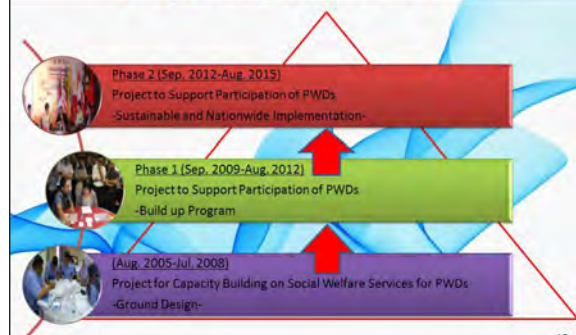 Phase 2 (Sep. 2012-Aug. 2015)
Project to Support Participation of PWDs
-Sustainable and Nationwide Implementation-
Phase 1 (Sep. 2009-Aug. 2012)
Project to Support Participation of PWDs
-Build up Program
(Aug. 2005-Jul. 2008)
Project for Capacity Building on Social Welfare Services for PWDs
-Ground Design-